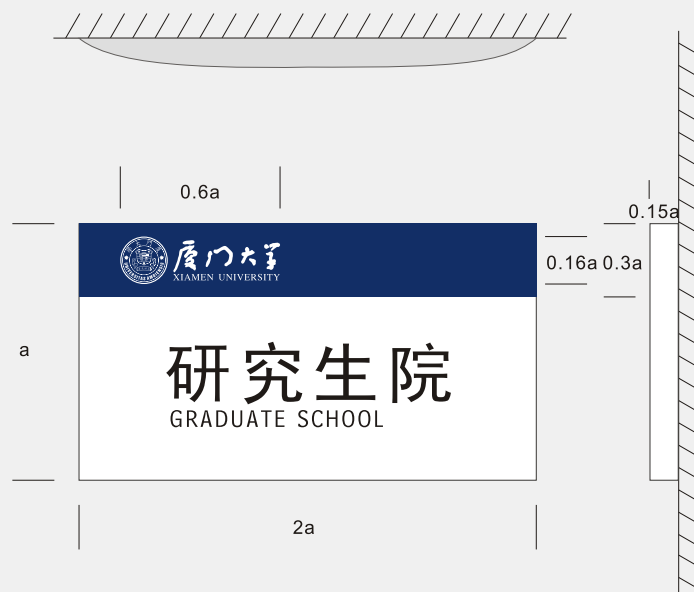 0.6a
0.15a
厦门大学
XIAMEN UNIVERSITY
0.16a
0.3a
a
研究生院
GRADUATE SCHOOL
2a